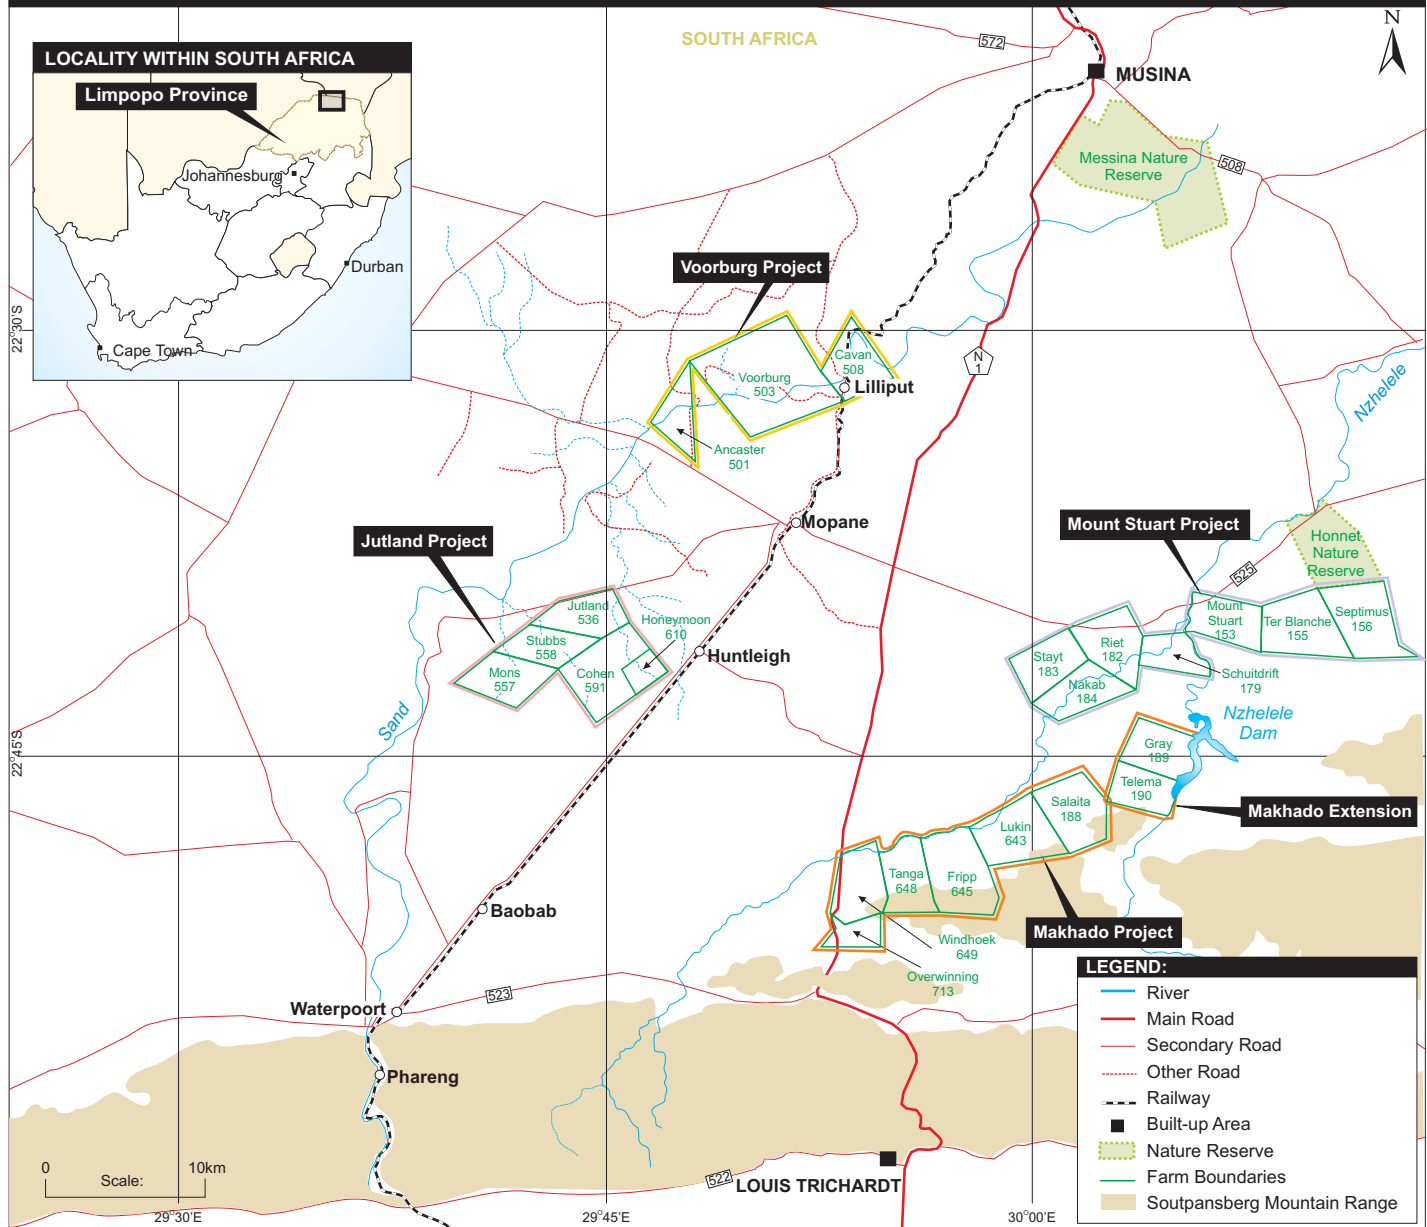 SOUTH AFRICA
572
N
LOCALITY WITHIN SOUTH AFRICA
Limpopo Province
Johannesburg
Durban
Cape Town
MUSINA
Messina Nature
Reserve
508
Voorburg Project
22°30'S
N
1
Cavan
508
Voorburg
503
Lilliput
Ancaster
501
Nzhelele
Mopane
Jutland Project
Mount Stuart Project
Honnet
Nature
Reserve
525
Jutland
536
Honeymoon
610
Stubbs
558
Mons
557
Cohen
591
Huntleigh
Mount
Stuart
153
Ter Blanche
155
Septimus
156
Riet
182
Stayt
183
Nakab
184
Schuitdrift
179
Sand
Nzhelele
Dam
22°45'S
Gray
189
Telema
190
Makhado Extension
Salaita
188
Lukin
643
Tanga
648
Fripp
645
Baobab
Windhoek
649
Makhado Project
Overwinning
713
523
Waterpoort
Phareng
LEGEND:
River
Main Road
Secondary Road
Other Road
Railway
Built-up Area
Nature Reserve
Farm Boundaries
Soutpansberg Mountain Range
0 10km
Scale:
522
LOUIS TRICHARDT
29°30'E
29°45'E
30°00'E